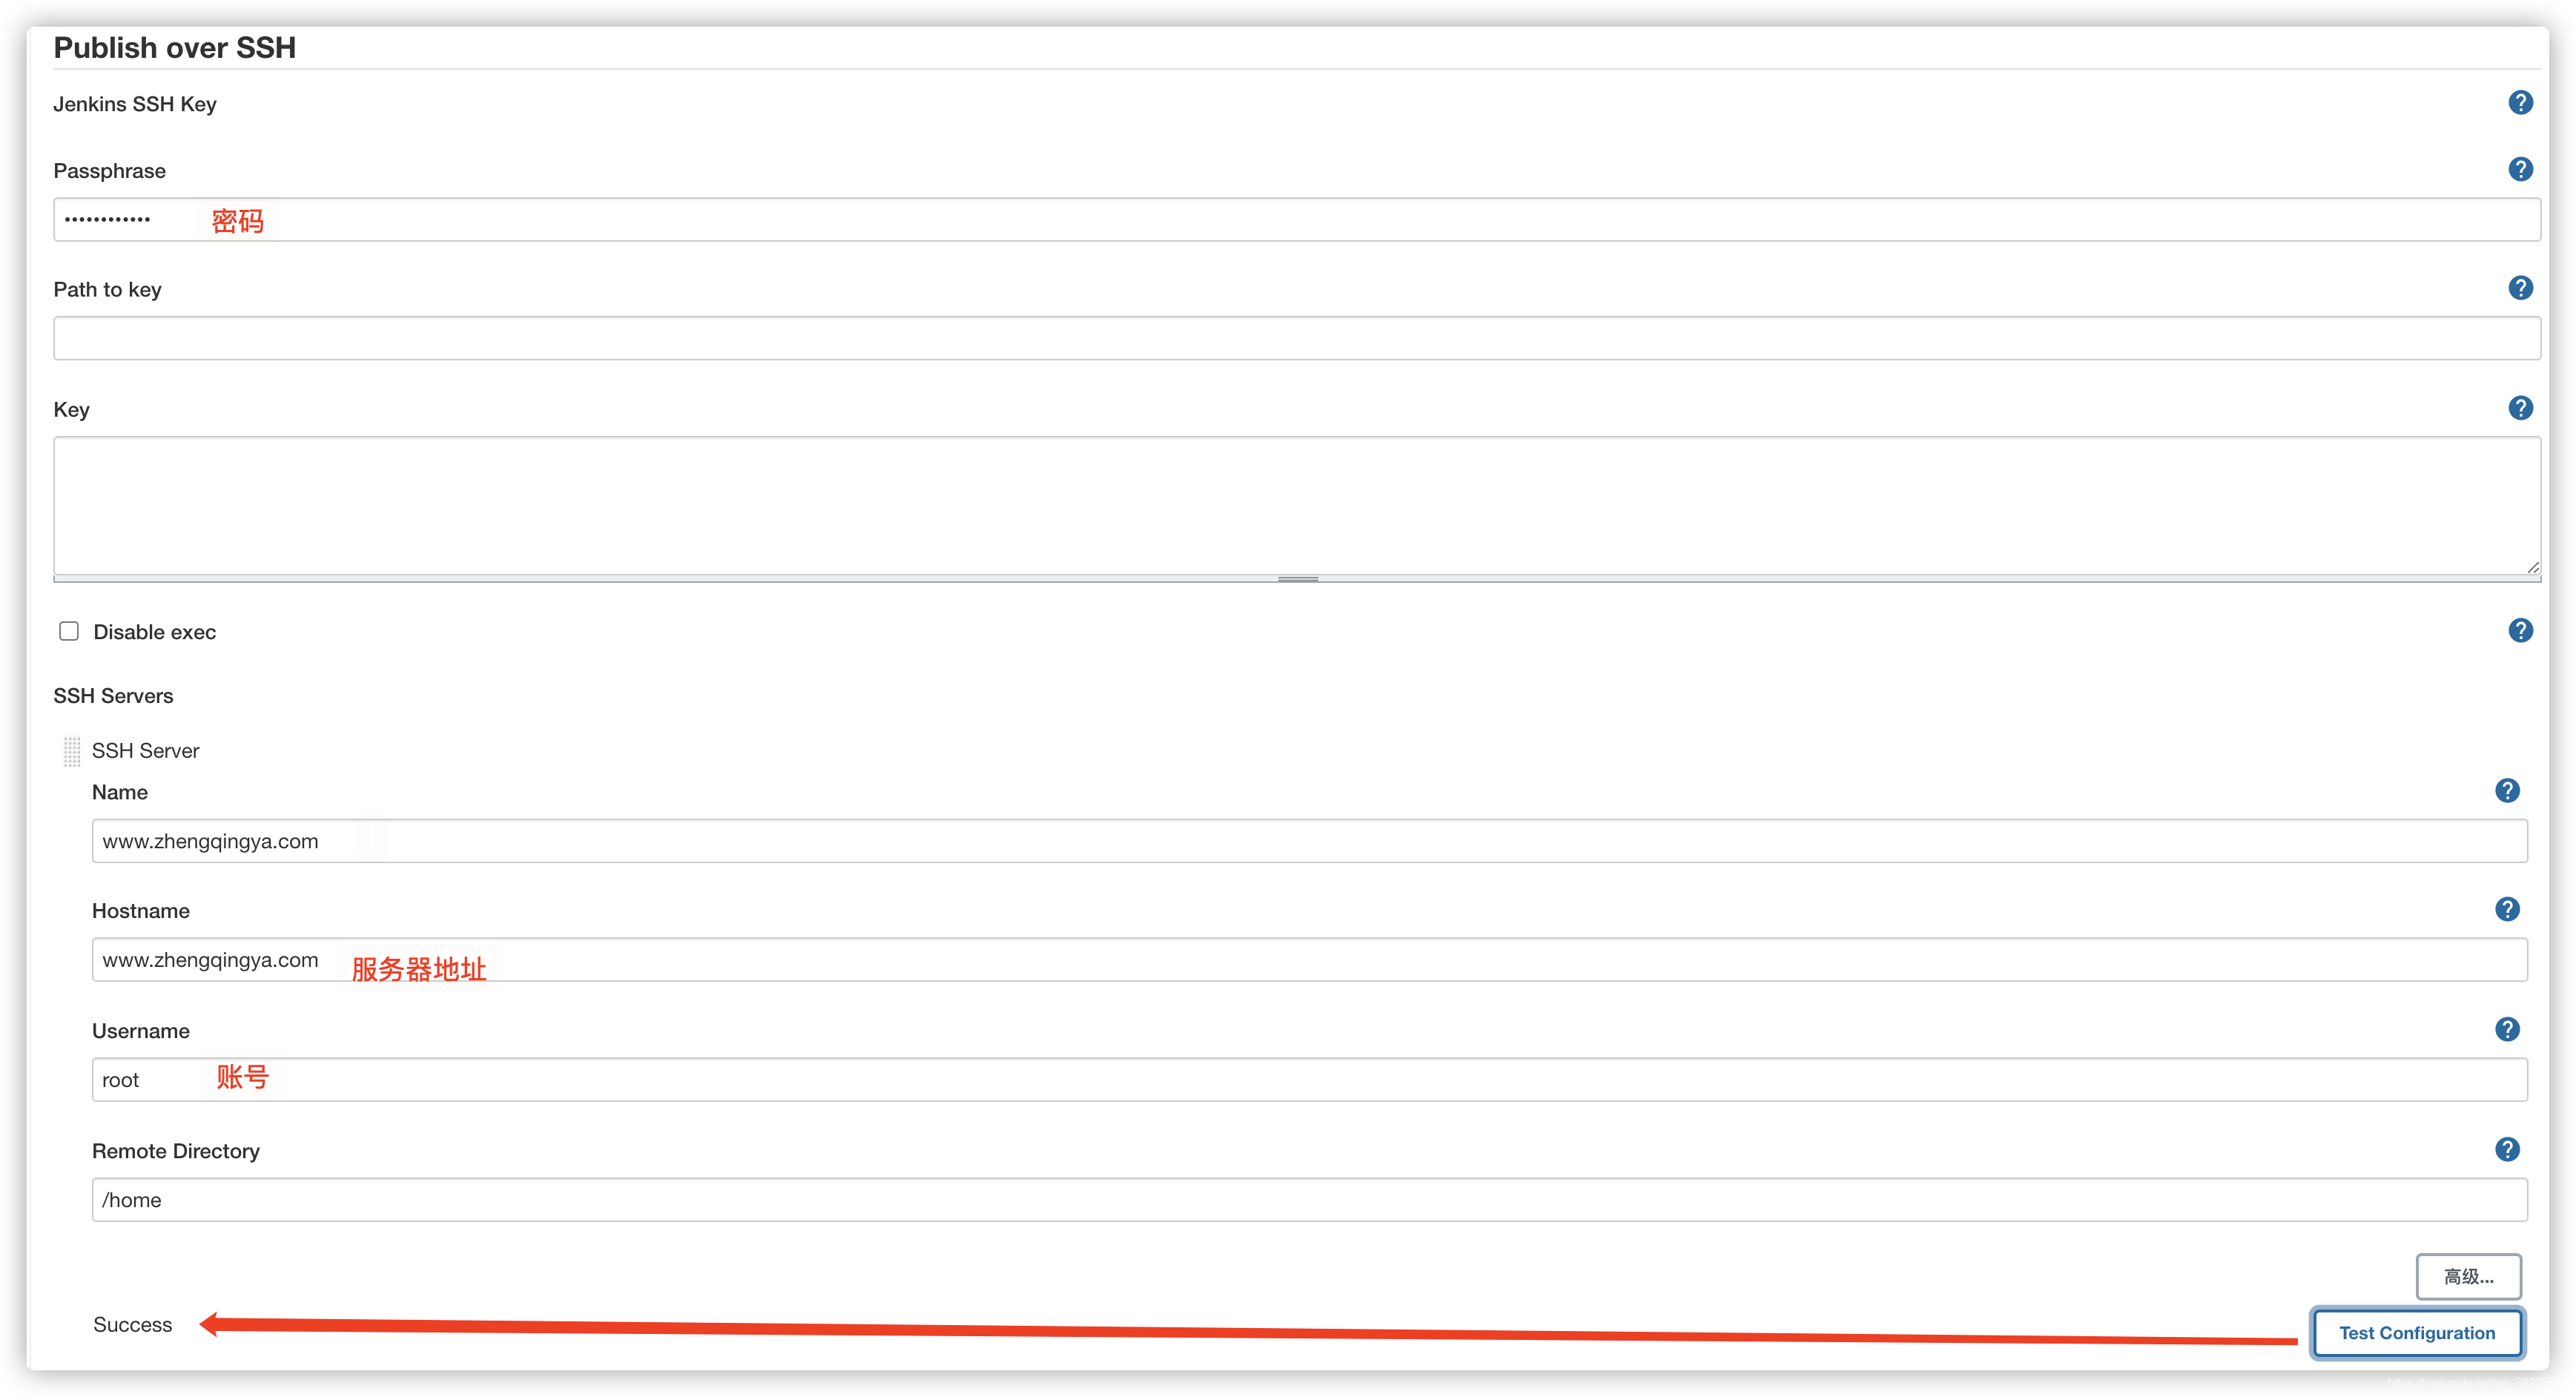 Publish over SSH
Jenkins SSH Key
Passphrase
•••••••••••• 密码
Path to key
Key
Disable exec
SSH Servers
SSH Server
Name
www.zhengqingya.com
Hostname
www.zhengqingya.com 服务器地址
Username
root 账号
Remote Directory
/home
高级...
Success
Test Configuration